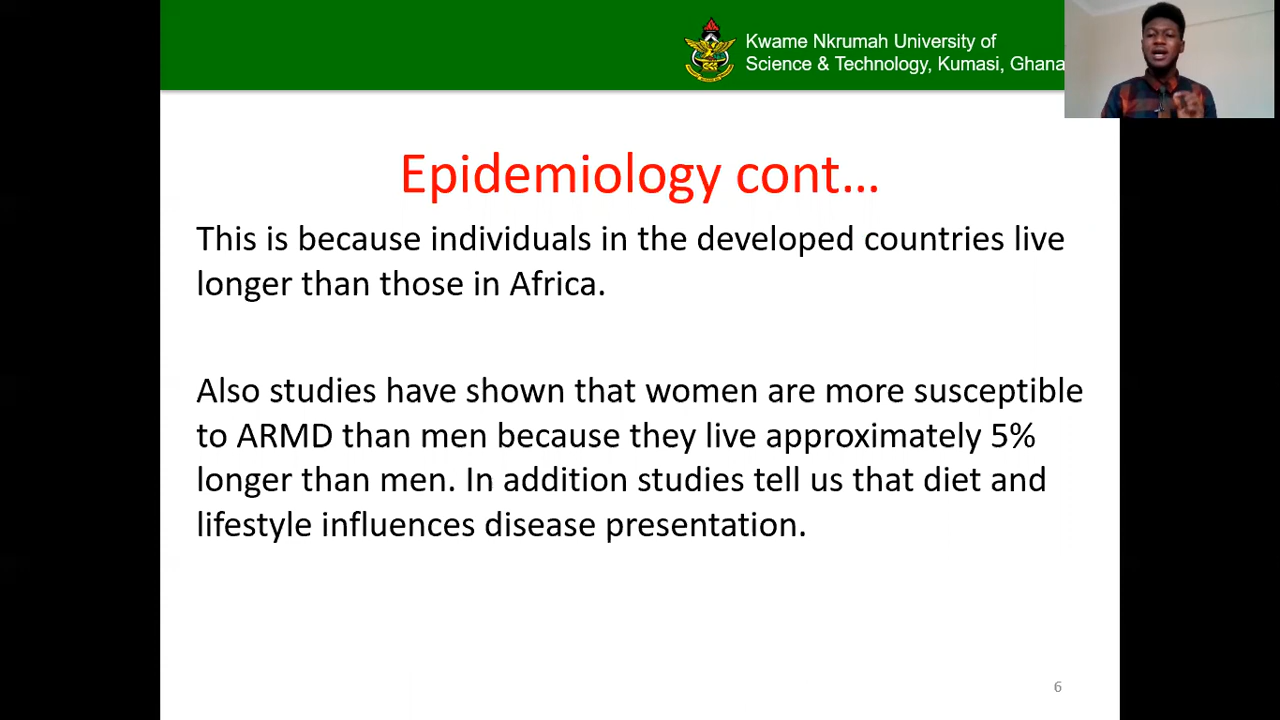 Kwame Nkrumah University of
Science & Technology, Kumasi, Ghana
Epidemiology cont...
This is because individuals in the developed countries live
longer than those in Africa.
Also studies have shown that women are more susceptible
to ARMD than men because they live approximately 5%
longer than men. In addition studies tell us that diet and
lifestyle influences disease presentation.
6